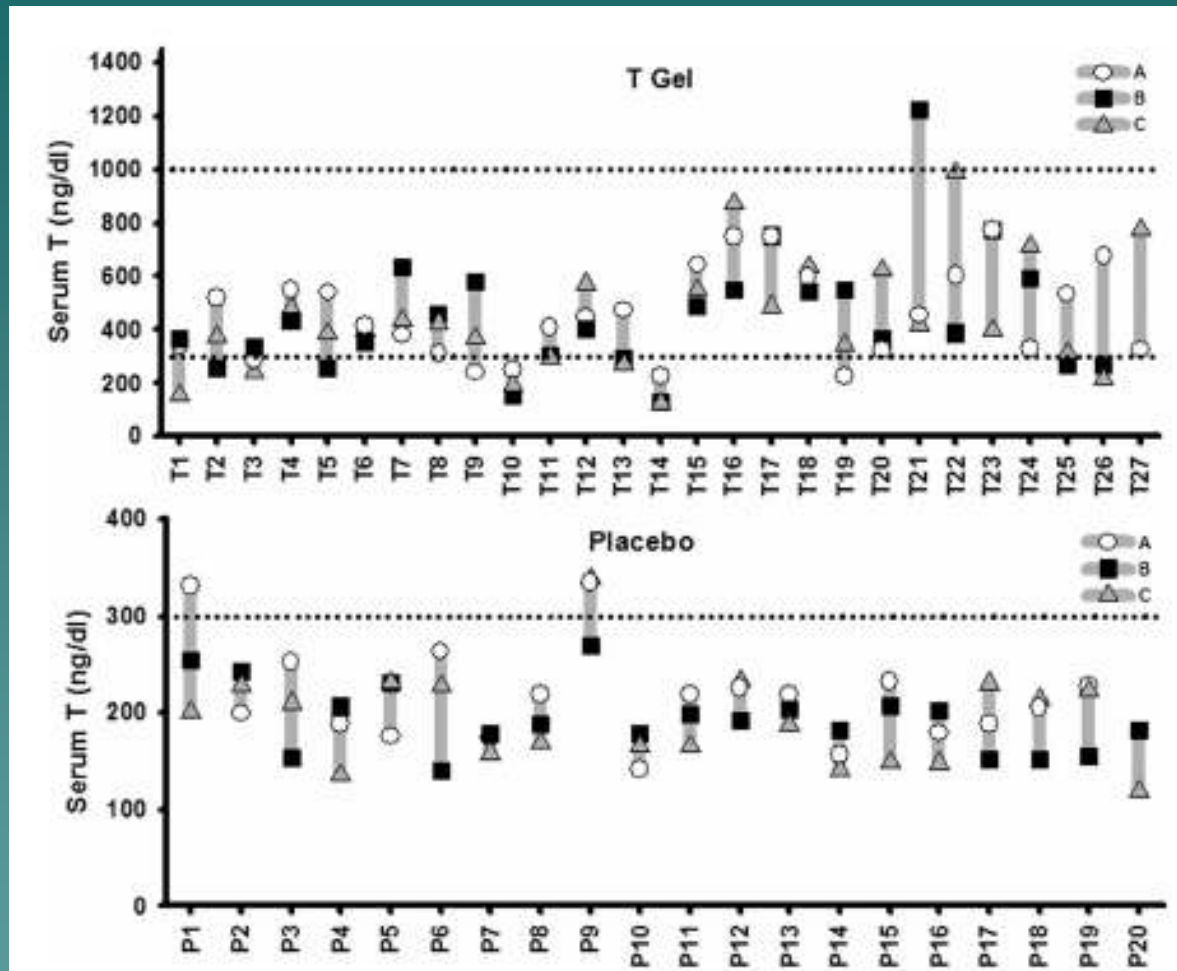 T Gel
A
B
C
Serum T (ng/dl)
1400
1200
1000
800
600
400
200
0
T1 T2 T3 T4 T5 T6 T7 T8 T9 T10 T11 T12 T13 T14 T15 T16 T17 T18 T19 T20 T21 T22 T23 T24 T25 T26 T27
Placebo
A
B
C
Serum T (ng/dl)
400
300
200
100
0
P1 P2 P3 P4 P5 P6 P7 P8 P9 P10 P11 P12 P13 P14 P15 P16 P17 P18 P19 P20